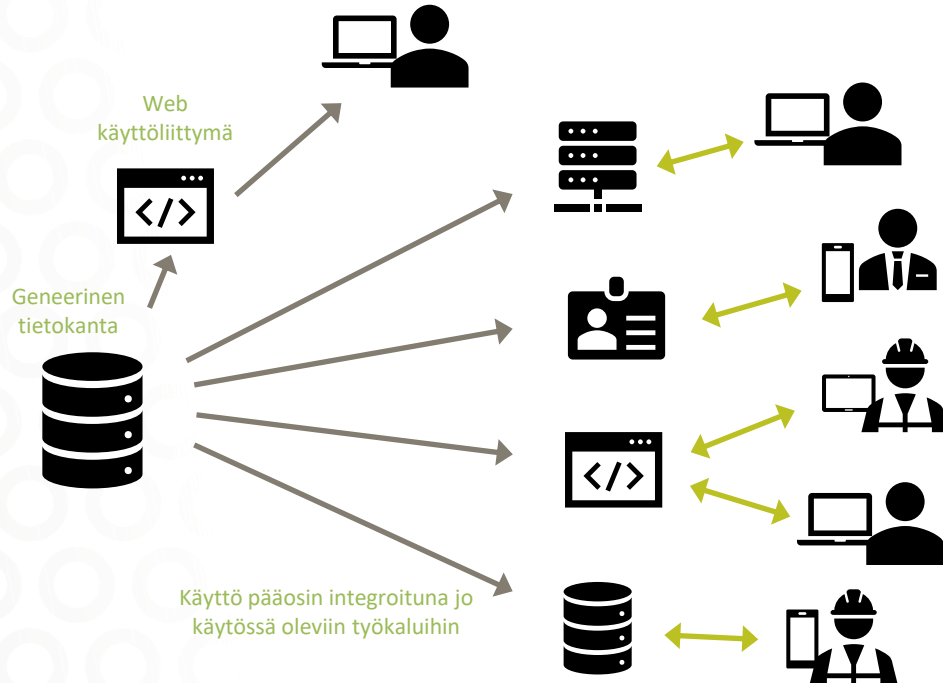 Web
käyttöliittymä
</>
Geneerinen
tietokanta
</>
Käyttö pääosin integroituna jo
käytössä oleviin työkaluihin